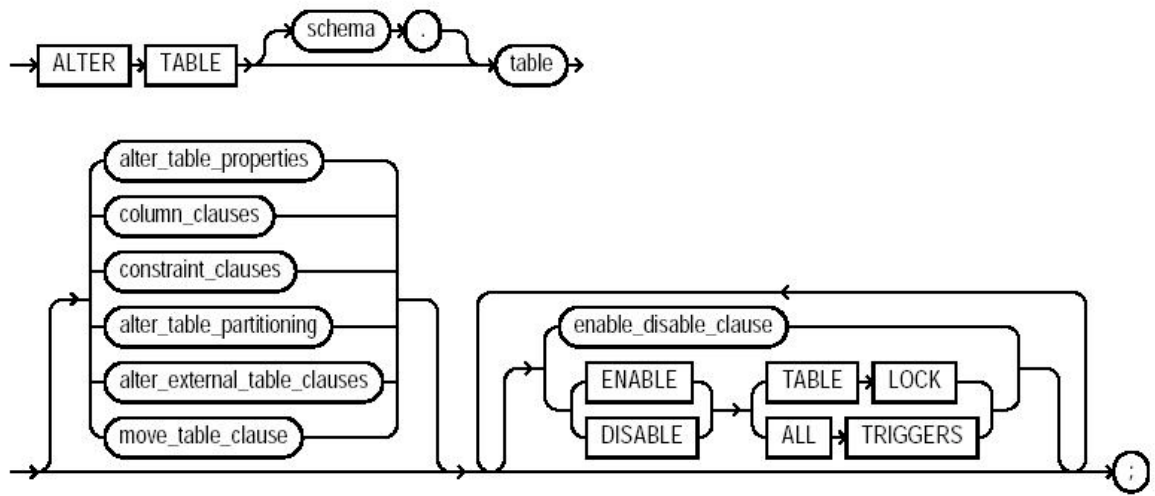 schema .
ALTER TABLE table
alter_table_properties
column_clauses
constraint_clauses
alter_table_partitioning
enable_disable_clause
alter_external_table_clauses
ENABLE TABLE LOCK
move_table_clause
DISABLE ALL TRIGGERS
;